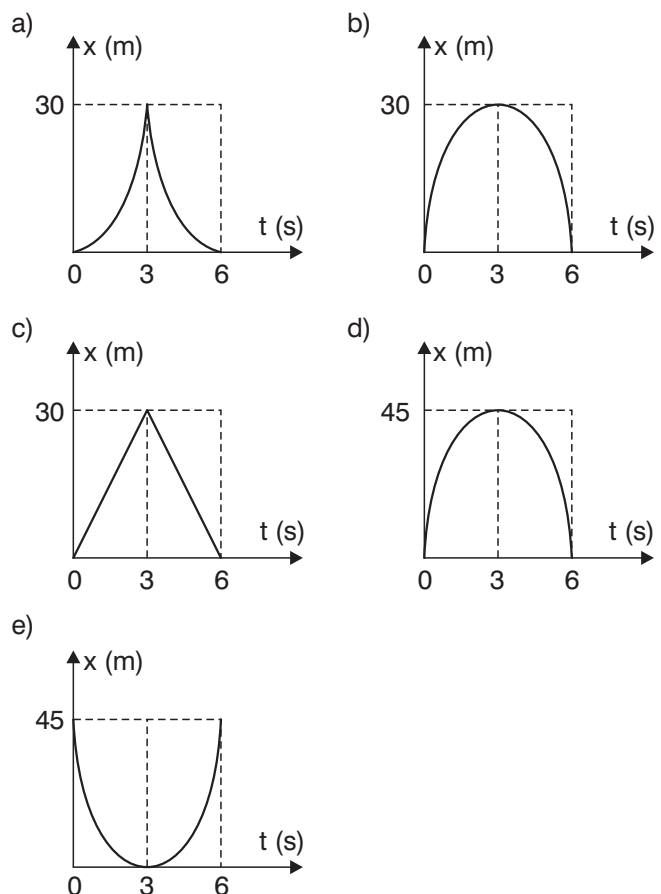 a)
x (m)
30
t (s)
0 3 6
b)
x (m)
30
t (s)
0 3 6
c)
x (m)
30
t (s)
0 3 6
d)
x (m)
45
t (s)
0 3 6
e)
x (m)
45
t (s)
0 3 6